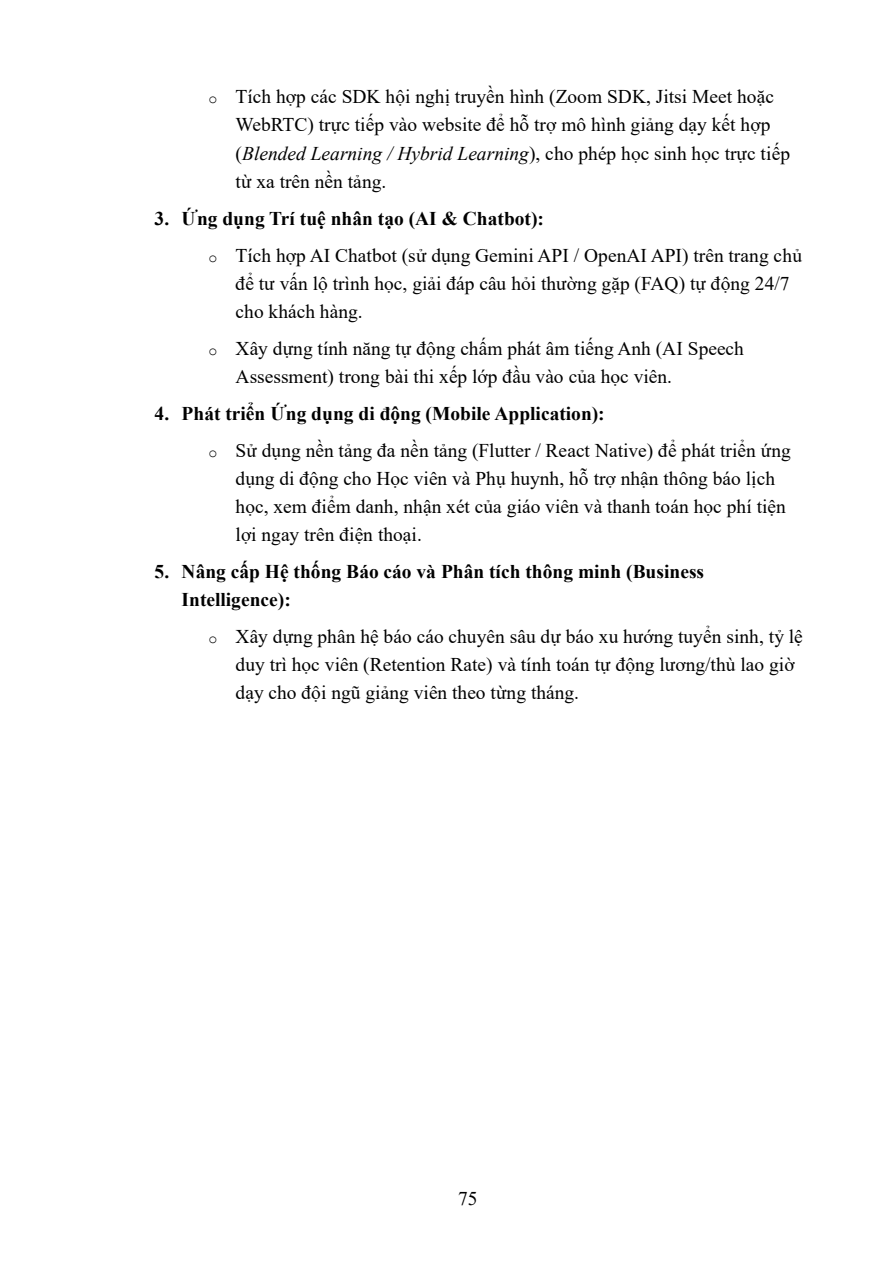 ○ Tích hợp các SDK hội nghị truyền hình (Zoom SDK, Jitsi Meet hoặc
WebRTC) trực tiếp vào website để hỗ trợ mô hình giảng dạy kết hợp
(Blended Learning / Hybrid Learning), cho phép học sinh học trực tiếp
từ xa trên nền tảng.
3. Ứng dụng Trí tuệ nhân tạo (AI & Chatbot):
○ Tích hợp AI Chatbot (sử dụng Gemini API / OpenAI API) trên trang chủ
để tư vấn lộ trình học, giải đáp câu hỏi thường gặp (FAQ) tự động 24/7
cho khách hàng.
○ Xây dựng tính năng tự động chấm phát âm tiếng Anh (AI Speech
Assessment) trong bài thi xếp lớp đầu vào của học viên.
4. Phát triển Ứng dụng di động (Mobile Application):
○ Sử dụng nền tảng đa nền tảng (Flutter / React Native) để phát triển ứng
dụng di động cho Học viên và Phụ huynh, hỗ trợ nhận thông báo lịch
học, xem điểm danh, nhận xét của giáo viên và thanh toán học phí tiện
lợi ngay trên điện thoại.
5. Nâng cấp Hệ thống Báo cáo và Phân tích thông minh (Business
Intelligence):
○ Xây dựng phân hệ báo cáo chuyên sâu dự báo xu hướng tuyển sinh, tỷ lệ
duy trì học viên (Retention Rate) và tính toán tự động lương/thù lao giờ
dạy cho đội ngũ giảng viên theo từng tháng.
75